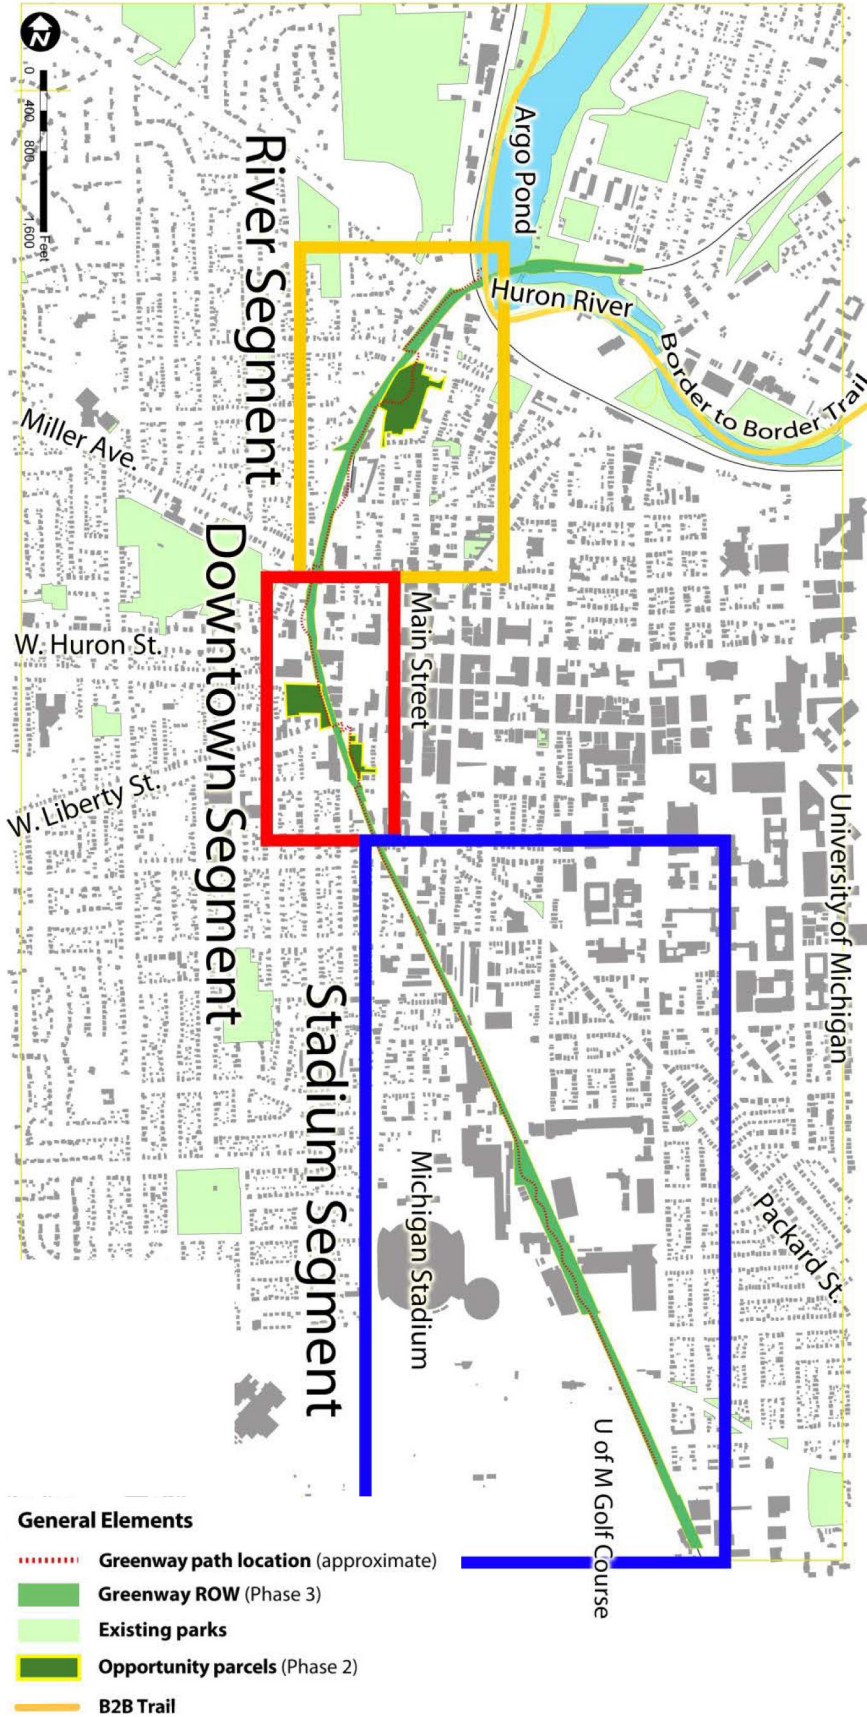 N
0 400 800 1,600
Feet
Argo Pond
River Segment
Huron River
Border to Border Trail
Miller Ave.
Downtown Segment
Main Street
W. Huron St.
W. Liberty St.
University of Michigan
Stadium Segment
Michigan Stadium
Packard St.
U of M Golf Course
General Elements
Greenway path location (approximate)
Greenway ROW (Phase 3)
Existing parks
Opportunity parcels (Phase 2)
B2B Trail